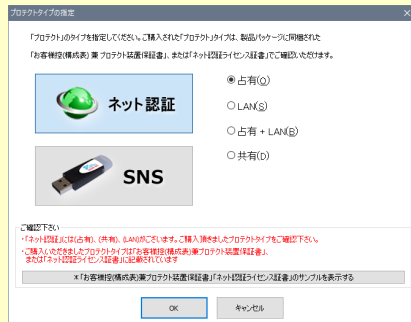 プロテクトタイプの指定
「プロテクト」のタイプを指定してください。ご購入された「プロテクト」タイプは、製品パッケージに同梱された
「お客様控(構成表) 兼 プロテクト装置保証書」、または「ネット認証ライセンス証書」でご確認いただけます。
ネット認証
SNS
占有(O)
LAN(S)
占有 + LAN(B)
共有(D)
ご確認下さい
・「ネット認証」には(占有)、(共有)、(LAN)がございます。ご購入頂きましたプロテクトタイプをご確認下さい。
・ご購入いただきましたプロテクトタイプは「お客様控(構成表)兼プロテクト装置保証書」、
または「ネット認証ライセンス証書」に記載されています
*「お客様控(構成表)兼プロテクト装置保証書」「ネット認証ライセンス証書」のサンプルを表示する
OK
キャンセル